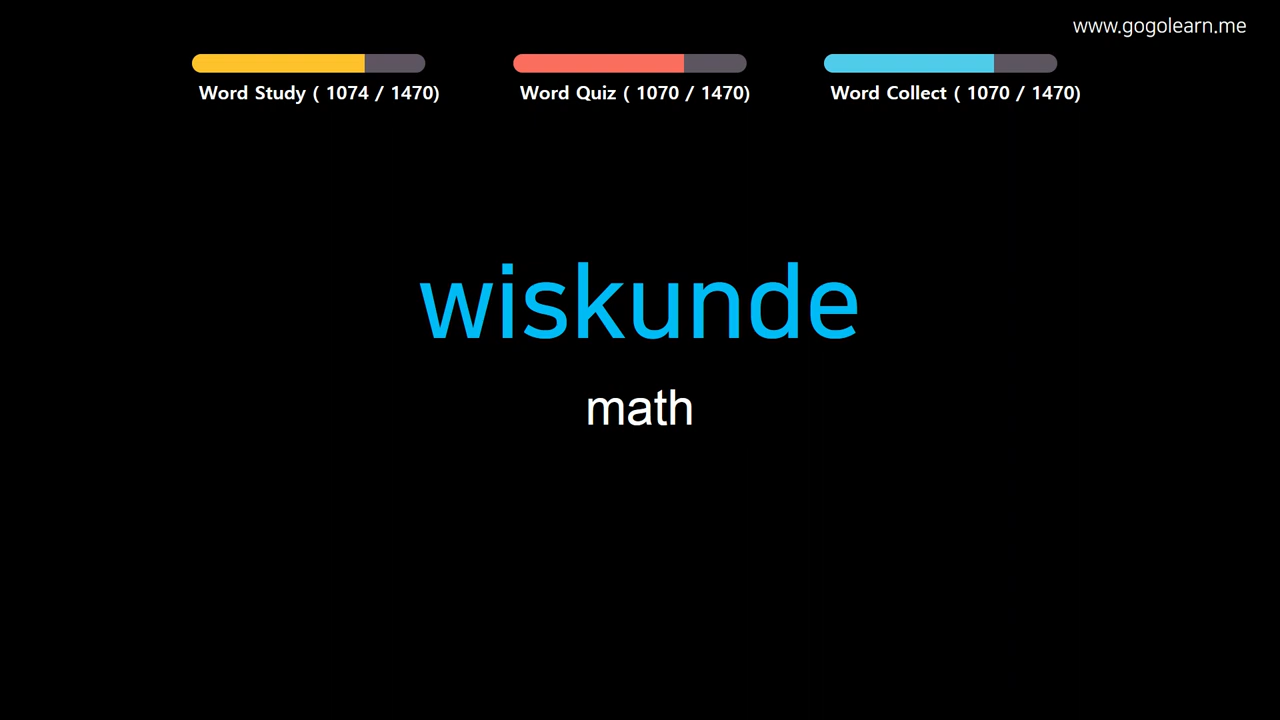 www.gogolearn.me
Word Study ( 1074 / 1470)
Word Quiz ( 1070 / 1470)
Word Collect ( 1070 / 1470)
wiskunde
math